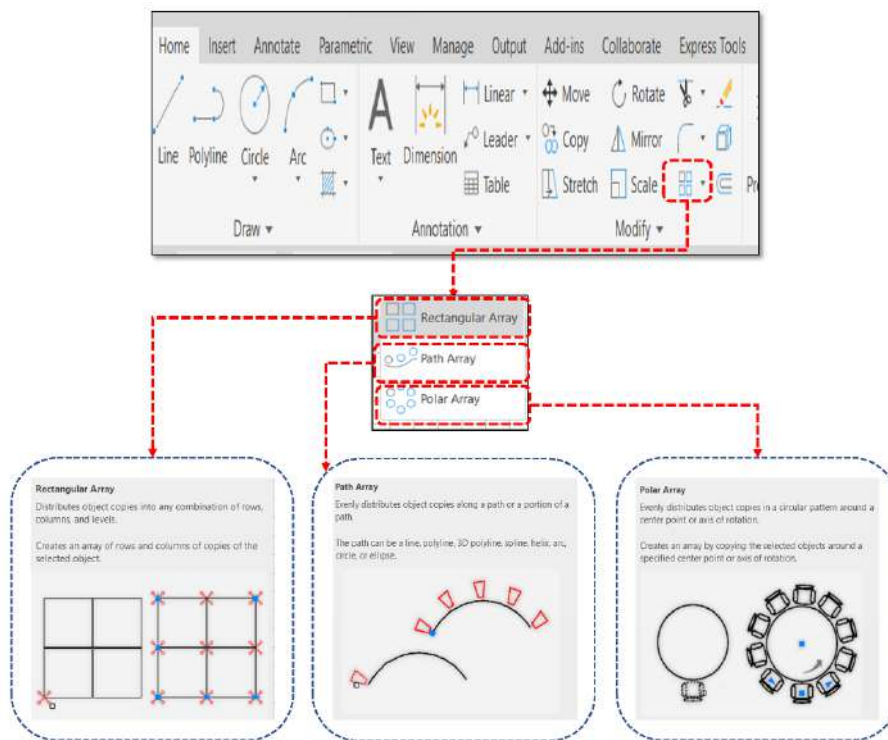 Home Insert Annotate Parametric View Manage Output Add-ins Collaborate Express Tools
Linear Move Rotate
Leader Copy Mirror
Line Polyline Circle Arc Text Dimension
Table Stretch Scale
Draw Annotation Modify
Rectangular Array
Path Array
Polar Array
Rectangular Array
Distributes object copies into any combination of rows,
columns, and levels.
Creates an array of rows and columns of copies of the
selected object.
Path Array
Evenly distributes object copies along a path or a portion of a
path.
The path can be a line, polyline, 3D polyline, spline, helix, arc,
circle, or ellipse.
Polar Array
Evenly distributes object copies in a circular pattern around a
center point or axis of rotation.
Creates an array by copying the selected objects around a
specified center point or axis of rotation.